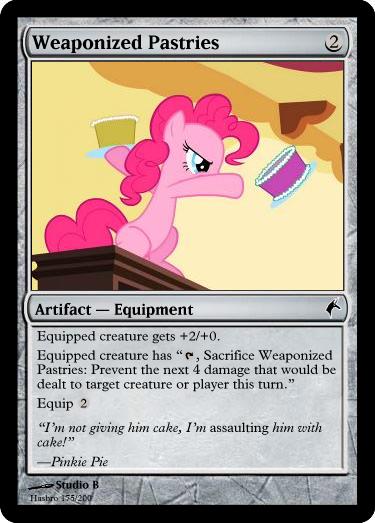 Weaponized Pastries 2
Artifact — Equipment
Equipped creature gets +2/+0.
Equipped creature has “, Sacrifice Weaponized
Pastries: Prevent the next 4 damage that would be
dealt to target creature or player this turn.”
Equip 2
“I'm not giving him cake, I'm assaulting him with
cake!”
—Pinkie Pie
Studio B
Hasbro 155/200